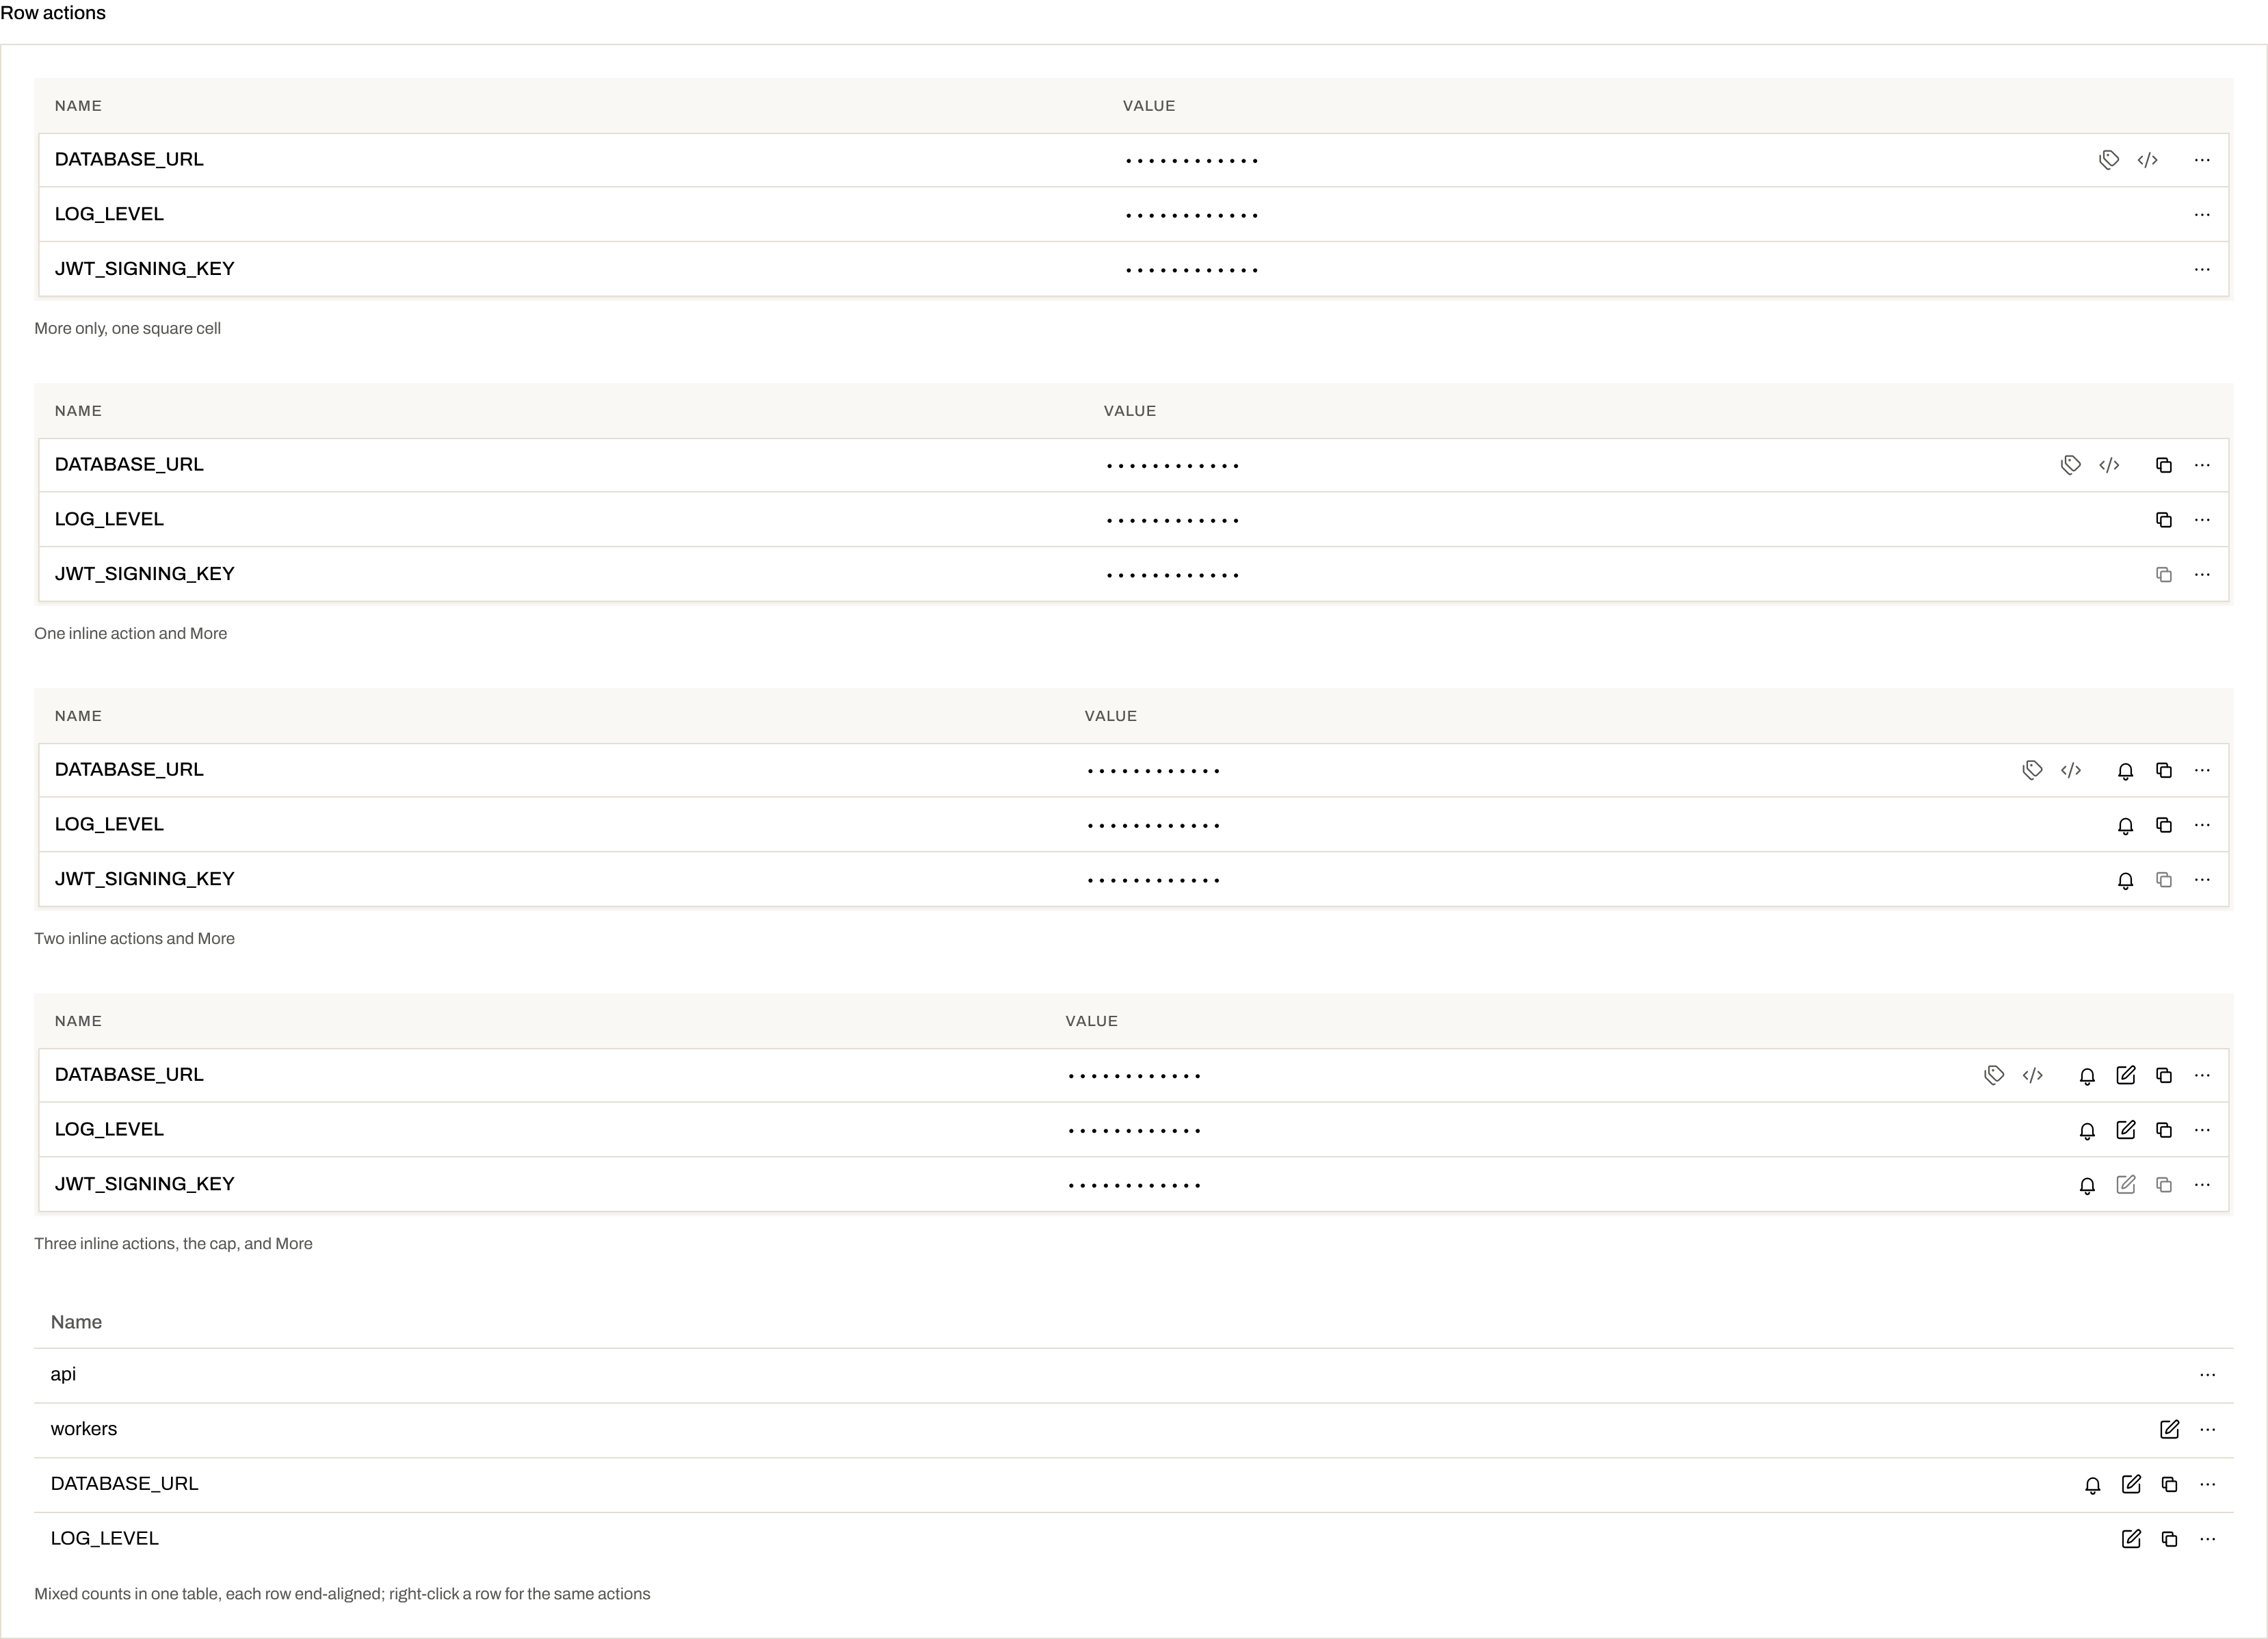 Row actions
NAME VALUE
DATABASE_URL ••••••••••••
LOG_LEVEL ••••••••••••
JWT_SIGNING_KEY ••••••••••••
More only, one square cell
NAME VALUE
DATABASE_URL ••••••••••••
LOG_LEVEL ••••••••••••
JWT_SIGNING_KEY ••••••••••••
One inline action and More
NAME VALUE
DATABASE_URL ••••••••••••
LOG_LEVEL ••••••••••••
JWT_SIGNING_KEY ••••••••••••
Two inline actions and More
NAME VALUE
DATABASE_URL ••••••••••••
LOG_LEVEL ••••••••••••
JWT_SIGNING_KEY ••••••••••••
Three inline actions, the cap, and More
Name
api
workers
DATABASE_URL
LOG_LEVEL
Mixed counts in one table, each row end-aligned; right-click a row for the same actions